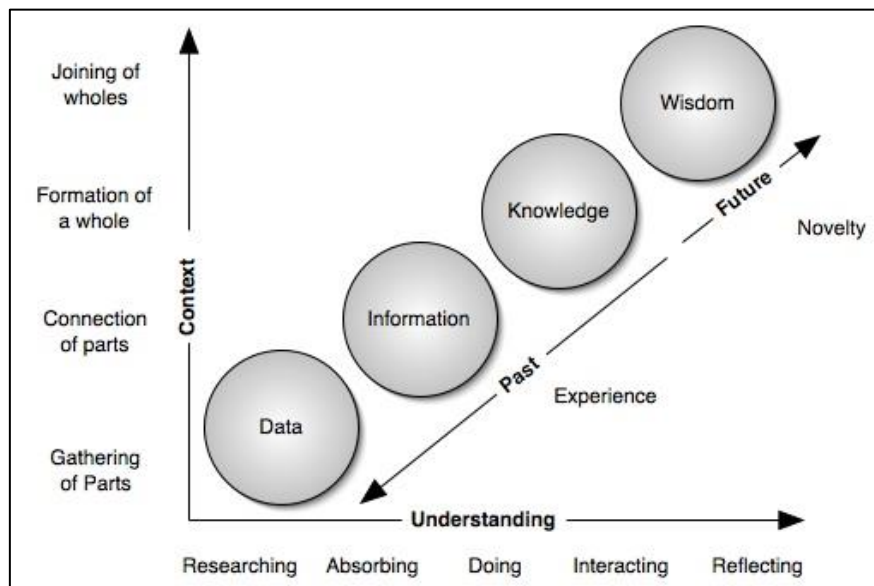 Joining of
wholes
Wisdom
Formation of
a whole
Knowledge
Future
Novelty
Context
Connection
of parts
Information
Past
Experience
Data
Gathering
of Parts
Understanding
Researching Absorbing Doing Interacting Reflecting